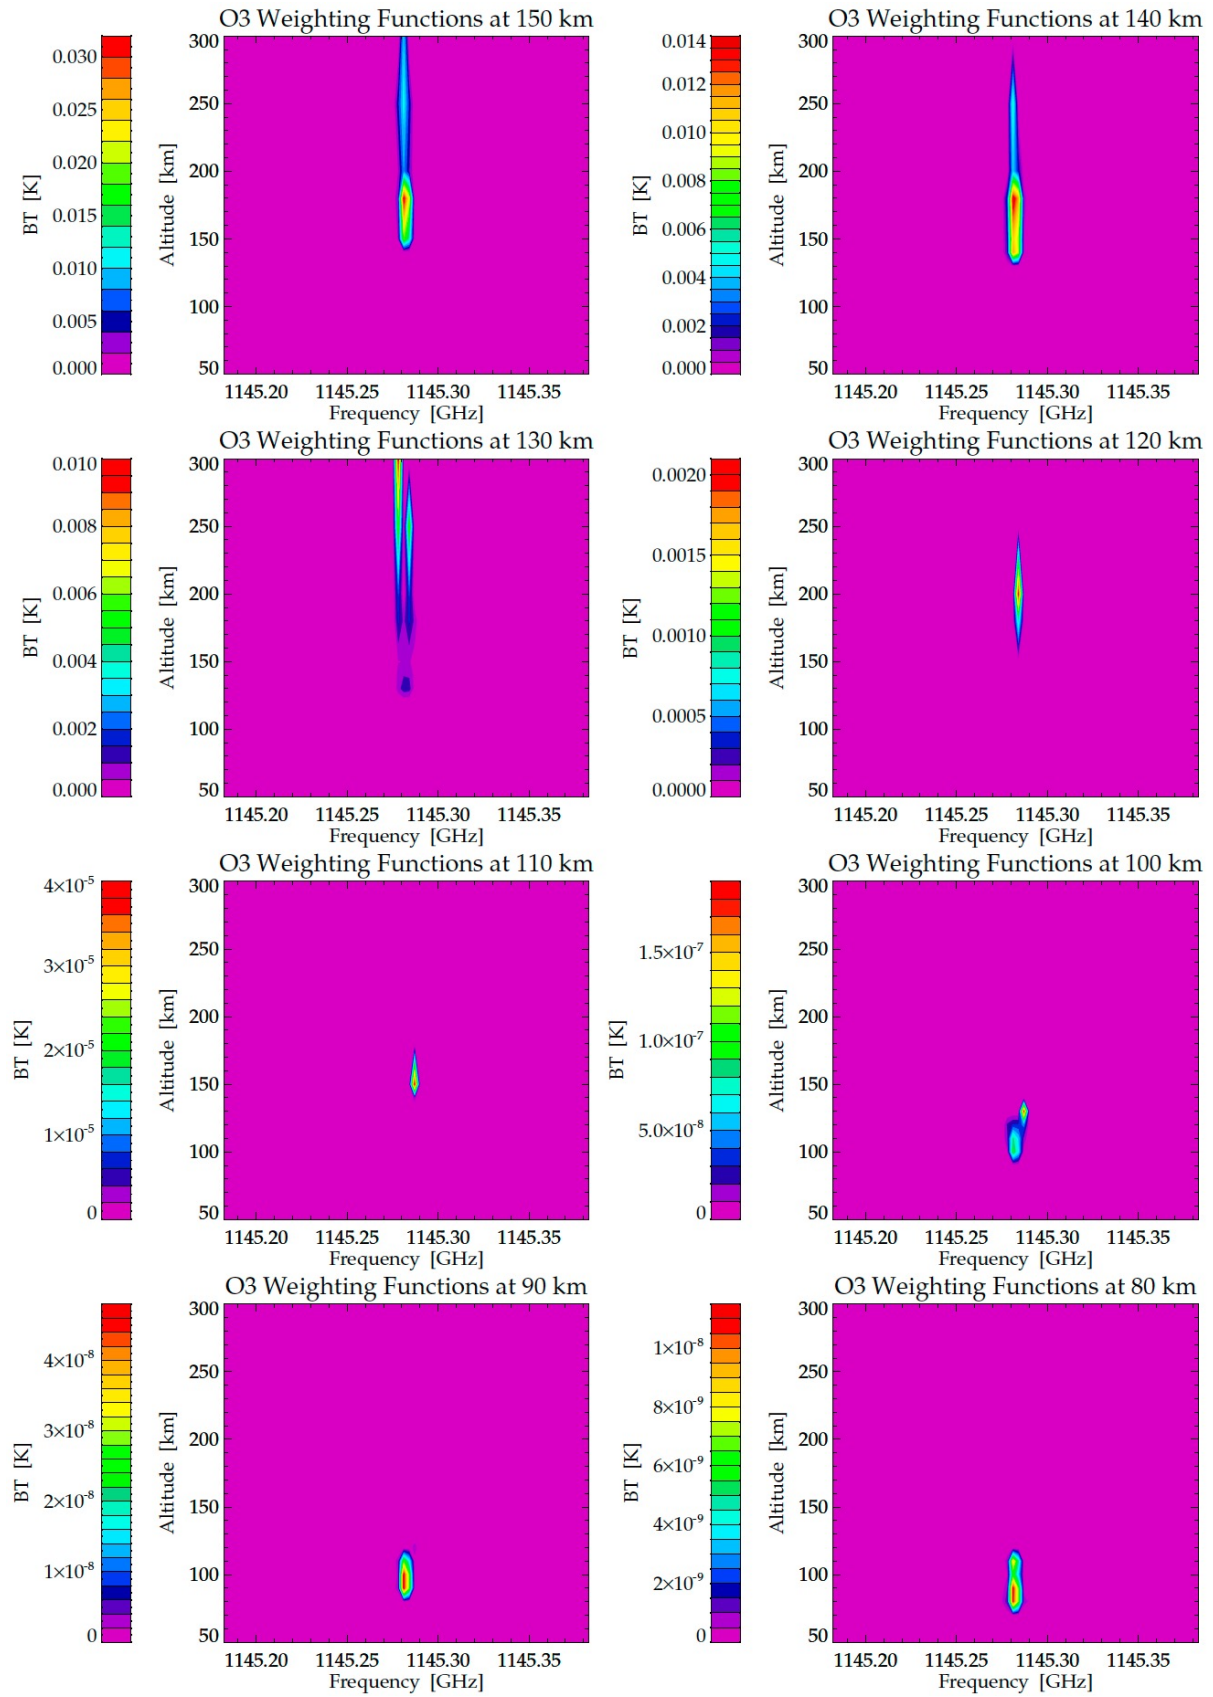 O3 Weighting Functions at 150 km
BT [K]
0.030
0.025
0.020
0.015
0.010
0.005
0.000
Altitude [km]
300
250
200
150
100
50
1145.20 1145.25 1145.30 1145.35
Frequency [GHz]
O3 Weighting Functions at 140 km
BT [K]
0.014
0.012
0.010
0.008
0.006
0.004
0.002
0.000
Altitude [km]
300
250
200
150
100
50
1145.20 1145.25 1145.30 1145.35
Frequency [GHz]
O3 Weighting Functions at 130 km
BT [K]
0.010
0.008
0.006
0.004
0.002
0.000
Altitude [km]
300
250
200
150
100
50
1145.20 1145.25 1145.30 1145.35
Frequency [GHz]
O3 Weighting Functions at 120 km
BT [K]
0.0020
0.0015
0.0010
0.0005
0.0000
Altitude [km]
300
250
200
150
100
50
1145.20 1145.25 1145.30 1145.35
Frequency [GHz]
O3 Weighting Functions at 110 km
BT [K]
4×10⁻⁵
3×10⁻⁵
2×10⁻⁵
1×10⁻⁵
0
Altitude [km]
300
250
200
150
100
50
1145.20 1145.25 1145.30 1145.35
Frequency [GHz]
O3 Weighting Functions at 100 km
BT [K]
1.5×10⁻⁷
1.0×10⁻⁷
5.0×10⁻⁸
0
Altitude [km]
300
250
200
150
100
50
1145.20 1145.25 1145.30 1145.35
Frequency [GHz]
O3 Weighting Functions at 90 km
BT [K]
4×10⁻⁸
3×10⁻⁸
2×10⁻⁸
1×10⁻⁸
0
Altitude [km]
300
250
200
150
100
50
1145.20 1145.25 1145.30 1145.35
Frequency [GHz]
O3 Weighting Functions at 80 km
BT [K]
1×10⁻⁸
8×10⁻⁹
6×10⁻⁹
4×10⁻⁹
2×10⁻⁹
0
Altitude [km]
300
250
200
150
100
50
1145.20 1145.25 1145.30 1145.35
Frequency [GHz]